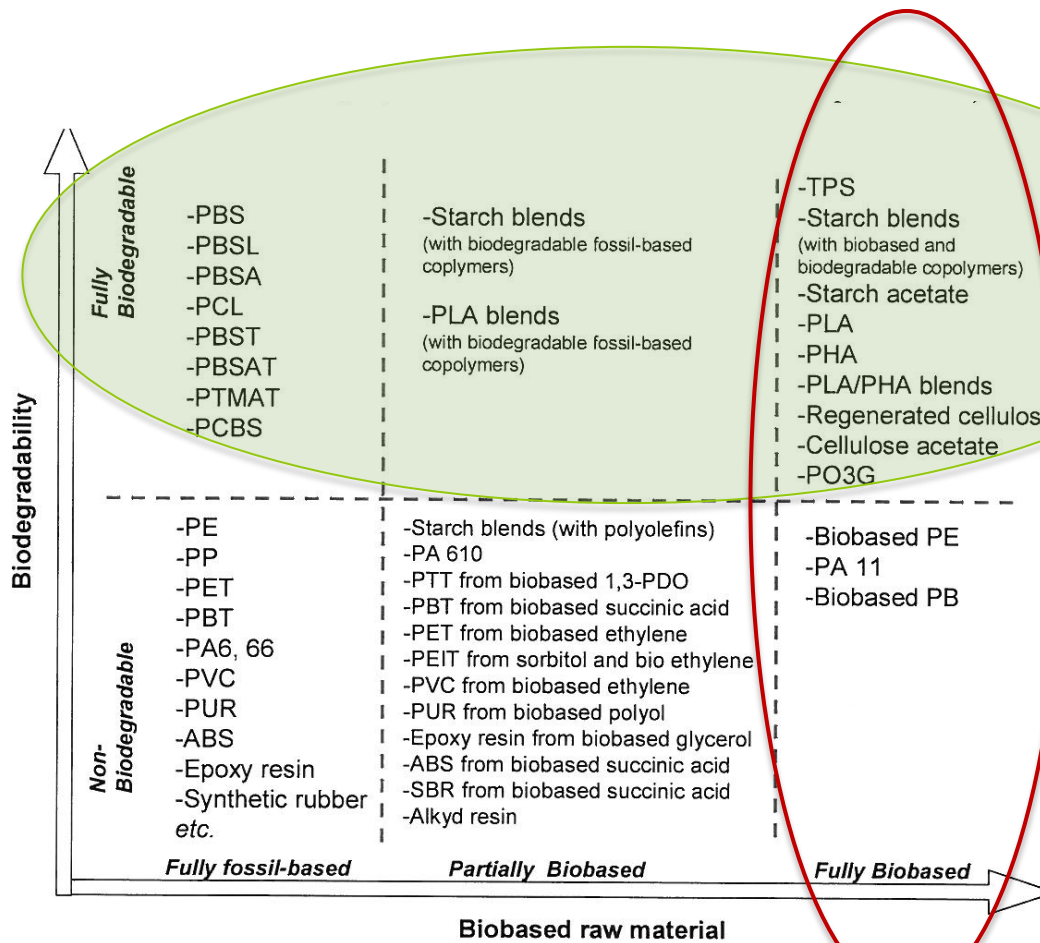 Biodegradability
Fully
Biodegradable
-PBS
-PBSL
-PBSA
-PCL
-PBST
-PBSAT
-PTMAT
-PCBS
-Starch blends
(with biodegradable fossil-based
coplymers)
-PLA blends
(with biodegradable fossil-based
copolymers)
-TPS
-Starch blends
(with biobased and
biodegradable copolymers)
-Starch acetate
-PLA
-PHA
-PLA/PHA blends
-Regenerated cellulos
-Cellulose acetate
-PO3G
Non-
Biodegradable
-PE
-PP
-PET
-PBT
-PA6, 66
-PVC
-PUR
-ABS
-Epoxy resin
-Synthetic rubber
etc.
-Starch blends (with polyolefins)
-PA 610
-PTT from biobased 1,3-PDO
-PBT from biobased succinic acid
-PET from biobased ethylene
-PEIT from sorbitol and bio ethylene
-PVC from biobased ethylene
-PUR from biobased polyol
-Epoxy resin from biobased glycerol
-ABS from biobased succinic acid
-SBR from biobased succinic acid
-Alkyd resin
-Biobased PE
-PA 11
-Biobased PB
Fully fossil-based
Partially Biobased
Fully Biobased
Biobased raw material